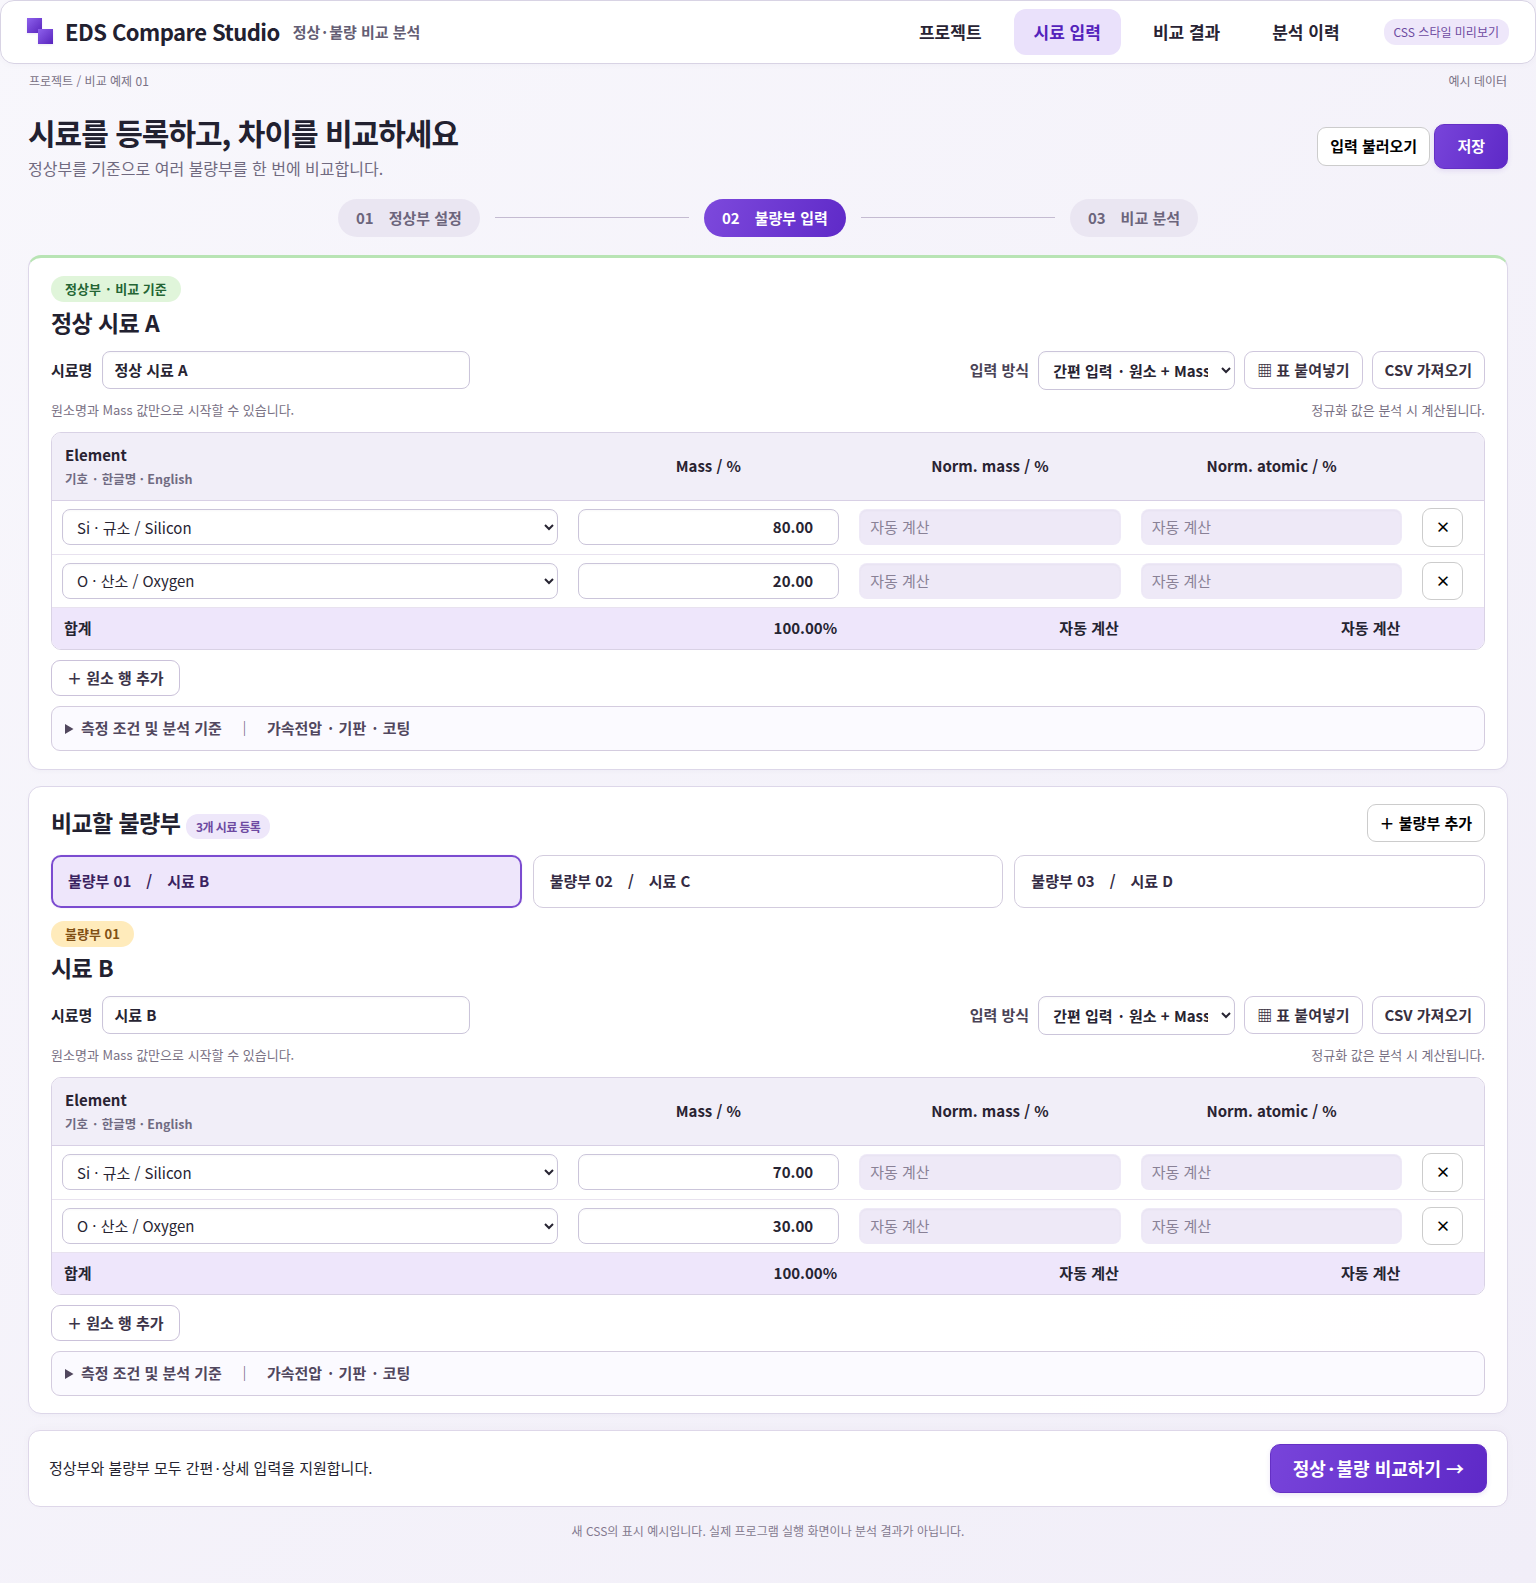 EDS Compare Studio 정상·불량 비교 분석 프로젝트 시료 입력 비교 결과 분석 이력 CSS 스타일 미리보기
프로젝트 / 비교 예제 01 예시 데이터
시료를 등록하고, 차이를 비교하세요
정상부를 기준으로 여러 불량부를 한 번에 비교합니다.
입력 불러오기 저장
01 정상부 설정 02 불량부 입력 03 비교 분석
정상부 · 비교 기준
정상 시료 A
시료명 정상 시료 A 입력 방식 간편 입력 · 원소 + Mass ▦ 표 붙여넣기 CSV 가져오기
원소명과 Mass 값만으로 시작할 수 있습니다. 정규화 값은 분석 시 계산됩니다.
Element
기호 · 한글명 · English
Mass / % Norm. mass / % Norm. atomic / %
Si · 규소 / Silicon 80.00 자동 계산 자동 계산 ✕
O · 산소 / Oxygen 20.00 자동 계산 자동 계산 ✕
합계 100.00% 자동 계산 자동 계산
＋ 원소 행 추가
▶ 측정 조건 및 분석 기준 | 가속전압 · 기판 · 코팅
비교할 불량부 3개 시료 등록 ＋ 불량부 추가
불량부 01 / 시료 B 불량부 02 / 시료 C 불량부 03 / 시료 D
불량부 01
시료 B
시료명 시료 B 입력 방식 간편 입력 · 원소 + Mass ▦ 표 붙여넣기 CSV 가져오기
원소명과 Mass 값만으로 시작할 수 있습니다. 정규화 값은 분석 시 계산됩니다.
Element
기호 · 한글명 · English
Mass / % Norm. mass / % Norm. atomic / %
Si · 규소 / Silicon 70.00 자동 계산 자동 계산 ✕
O · 산소 / Oxygen 30.00 자동 계산 자동 계산 ✕
합계 100.00% 자동 계산 자동 계산
＋ 원소 행 추가
▶ 측정 조건 및 분석 기준 | 가속전압 · 기판 · 코팅
정상부와 불량부 모두 간편·상세 입력을 지원합니다. 정상·불량 비교하기 →
새 CSS의 표시 예시입니다. 실제 프로그램 실행 화면이나 분석 결과가 아닙니다.